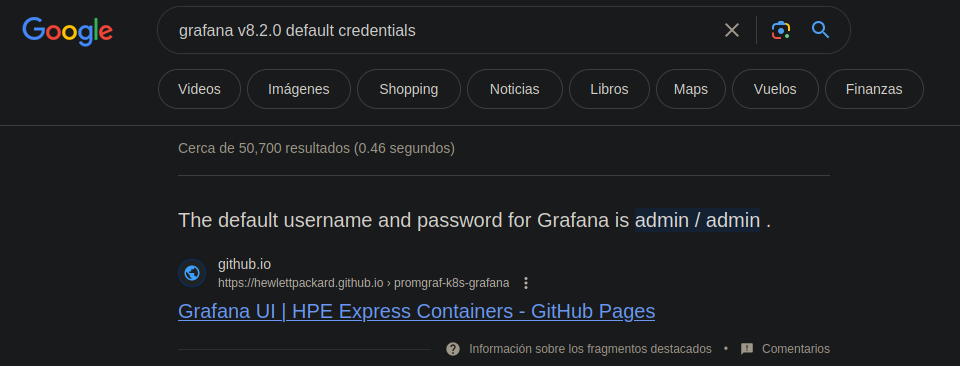 Google
grafana v8.2.0 default credentials
Videos Imágenes Shopping Noticias Libros Maps Vuelos Finanzas
Cerca de 50,700 resultados (0.46 segundos)
The default username and password for Grafana is admin / admin .
github.io
https://hewlettpackard.github.io › promgraf-k8s-grafana
Grafana UI | HPE Express Containers - GitHub Pages
Información sobre los fragmentos destacados • Comentarios